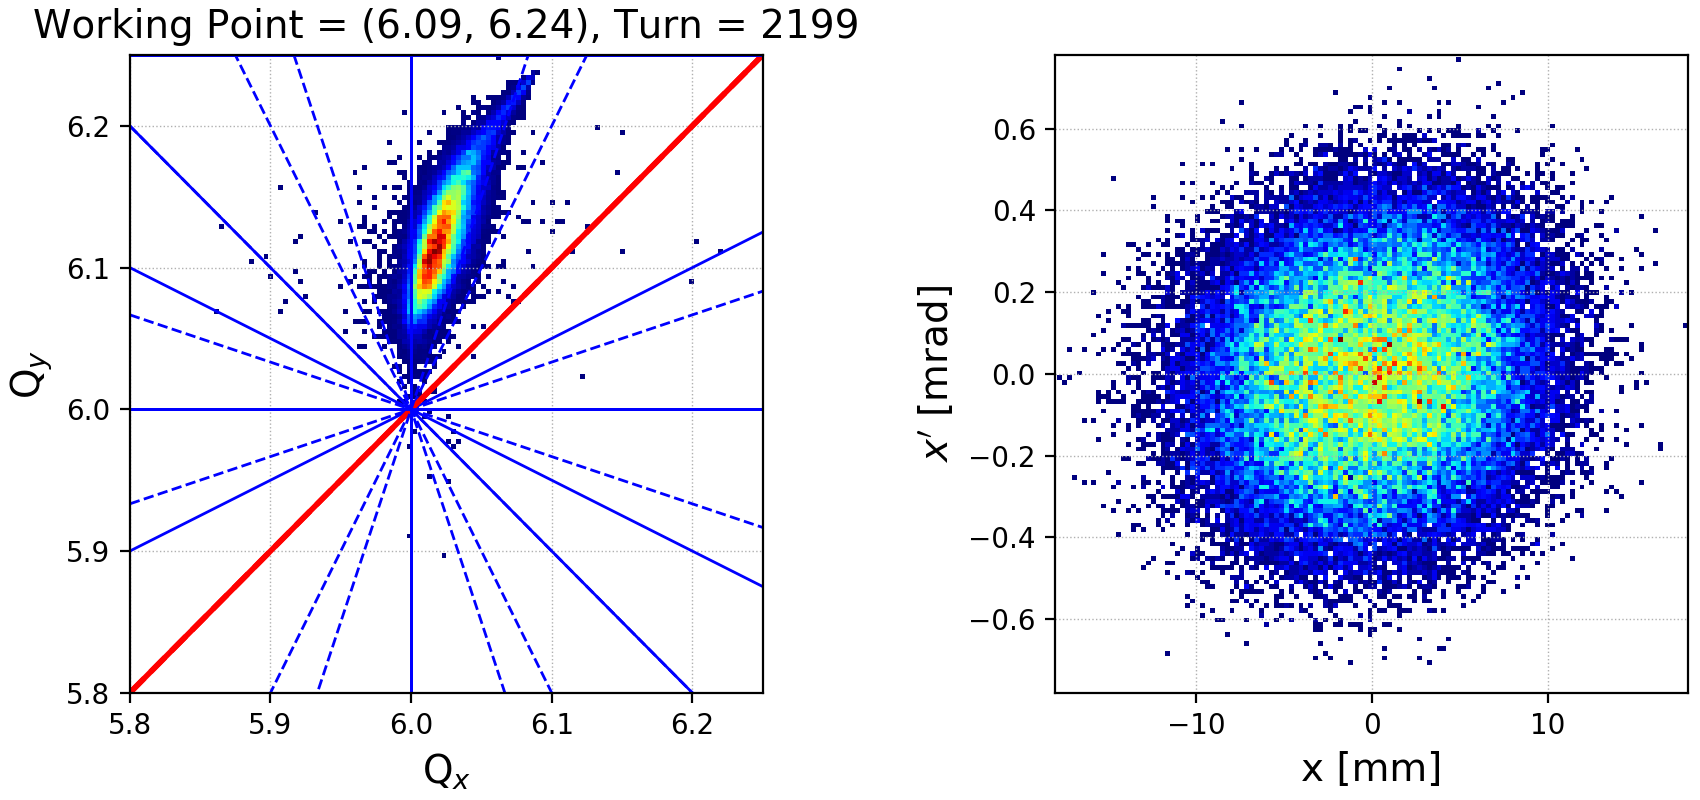 Working Point = (6.09, 6.24), Turn = 2199
6.2
6.1
6.0
5.9
5.8
5.8 5.9 6.0 6.1 6.2
Qy
Qx
0.6
0.4
0.2
0.0
−0.2
−0.4
−0.6
−10 0 10
x′ [mrad]
x [mm]